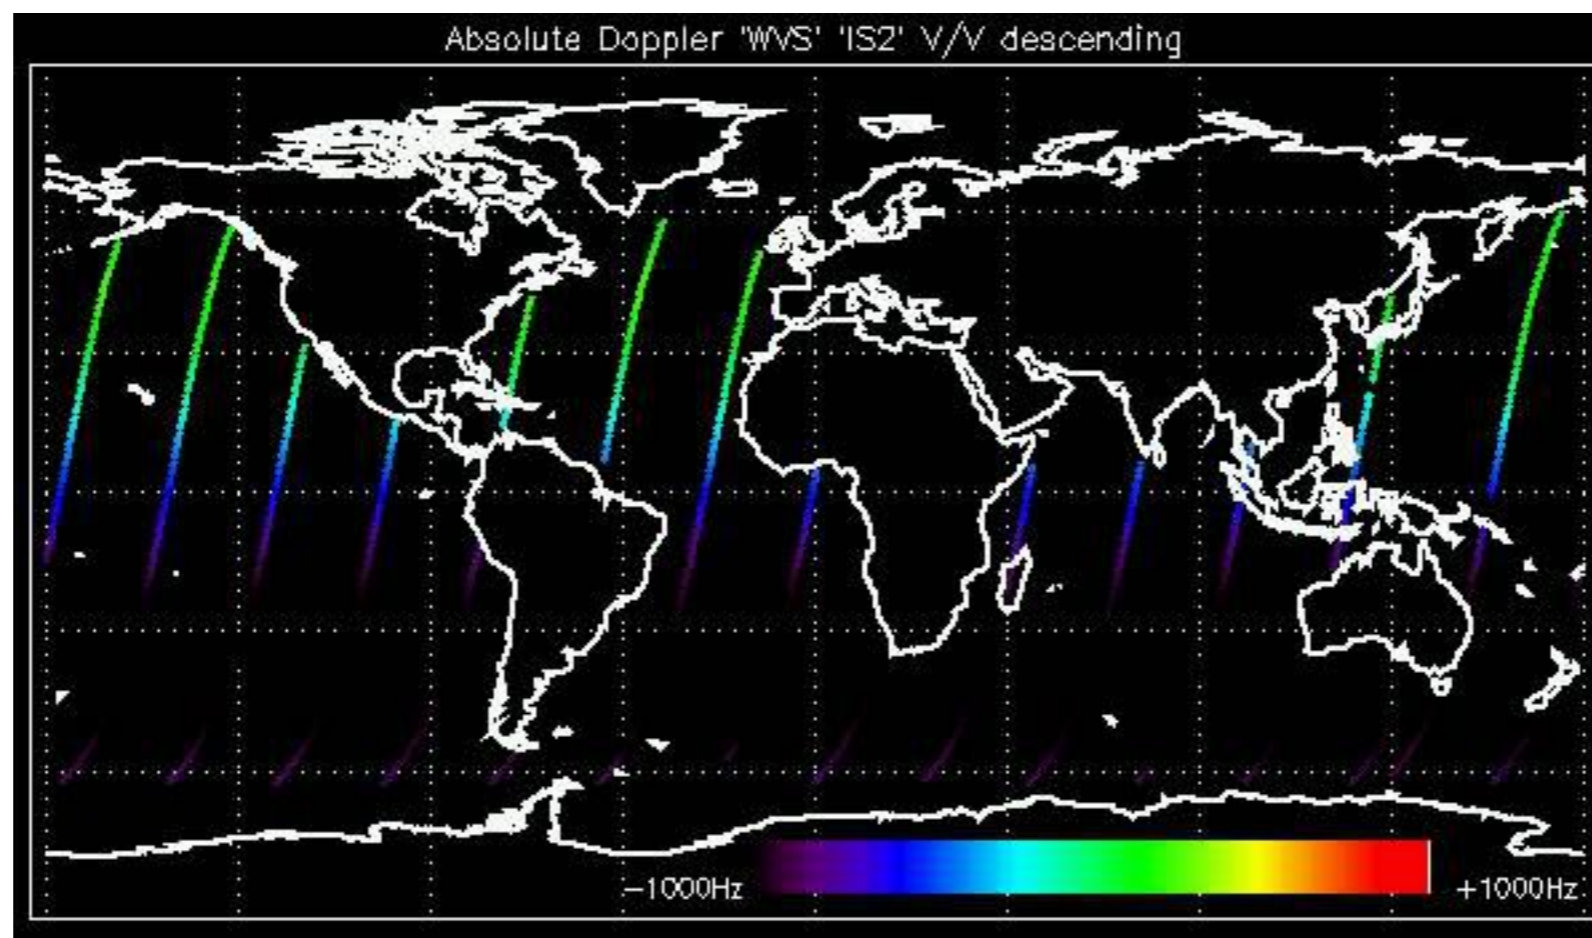 Absolute Doppler 'WVS' 'IS2' V/V descending
-1000Hz
+1000Hz